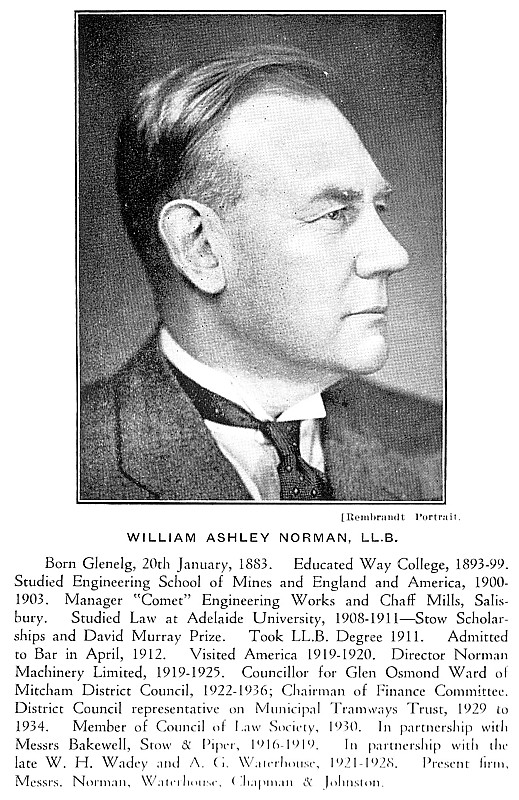 [Rembrandt Portrait.
WILLIAM ASHLEY NORMAN, LL.B.
Born Glenelg, 20th January, 1883. Educated Way College, 1893-99.
Studied Engineering School of Mines and England and America, 1900-
1903. Manager "Comet" Engineering Works and Chaff Mills, Salis-
bury. Studied Law at Adelaide University, 1908-1911—Stow Scholar-
ships and David Murray Prize. Took LL.B. Degree 1911. Admitted
to Bar in April, 1912. Visited America 1919-1920. Director Norman
Machinery Limited, 1919-1925. Councillor for Glen Osmond Ward of
Mitcham District Council, 1922-1936; Chairman of Finance Committee.
District Council representative on Municipal Tramways Trust, 1929 to
1934. Member of Council of Law Society, 1930. In partnership with
Messrs Bakewell, Stow & Piper, 1916-1919. In partnership with the
late W. H. Wadey and A. G. Waterhouse, 1921-1928. Present firm,
Messrs. Norman, Waterhouse, Chapman & Johnston.